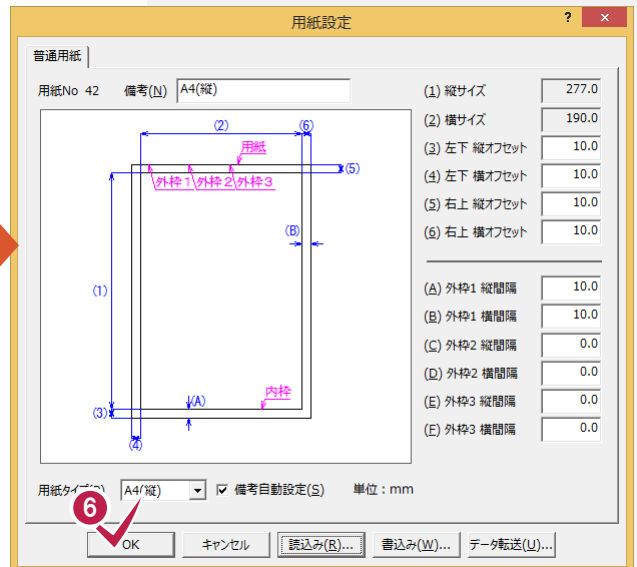 用紙設定
? ×
普通用紙
用紙No 42 備考(N) A4(縦)
(1) 縦サイズ 277.0
(2) 横サイズ 190.0
(3) 左下 縦オフセット 10.0
(4) 左下 横オフセット 10.0
(5) 右上 縦オフセット 10.0
(6) 右上 横オフセット 10.0
(A) 外枠1 縦間隔 10.0
(B) 外枠1 横間隔 10.0
(C) 外枠2 縦間隔 0.0
(D) 外枠2 横間隔 0.0
(E) 外枠3 縦間隔 0.0
(F) 外枠3 横間隔 0.0
(2) (6)
用紙
(5)
外枠1 外枠2 外枠3
(B)
(1)
内枠
(A)
(3)
(4)
用紙タイプ A4(縦) 備考自動設定(S) 単位：mm
6
OK キャンセル 読込み(R)... 書込み(W)... データ転送(U)...